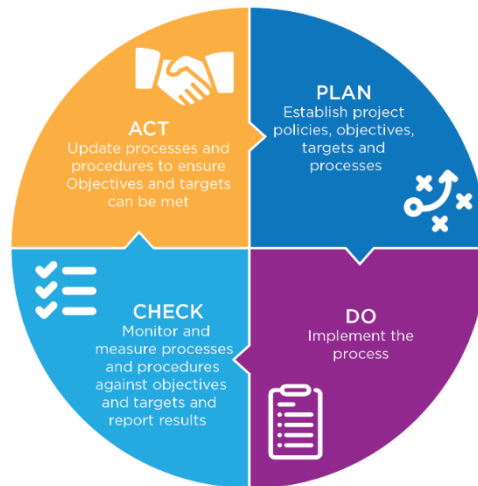 PLAN
Establish project
policies, objectives,
targets and
processes
DO
Implement the
process
CHECK
Monitor and
measure processes
and procedures
against objectives
and targets and
report results
ACT
Update processes and
procedures to ensure
Objectives and targets
can be met